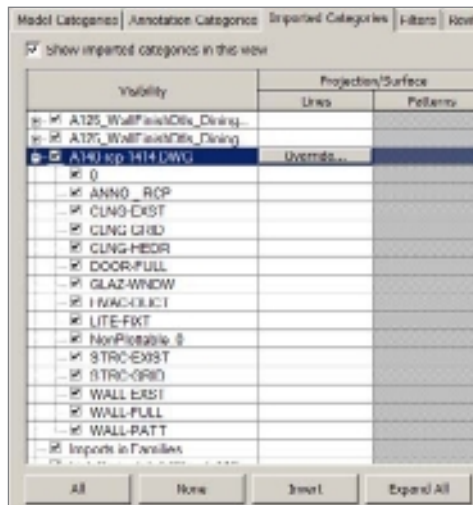 Model Categories Annotation Categories Imported Categories Filters
Show imported categories in this view
Visibility
Projection/Surface
Lines Patterns
A125_WallFinishDtls_Dining...
A125_WallFinishDtls_Dining
A140 rcp 1414.DWG Override...
0
ANNO_RCP
CLNG-EXST
CLNG GRID
CLNG-HEDR
DOOR-FULL
GLAZ-WNDW
HVAC-DUCT
LITE-FIXT
NonPlottable_0
STRC-EXIST
STRC-GRID
WALL EXST
WALL-FULL
WALL-PATT
Imports in Families
All None Invert Expand All